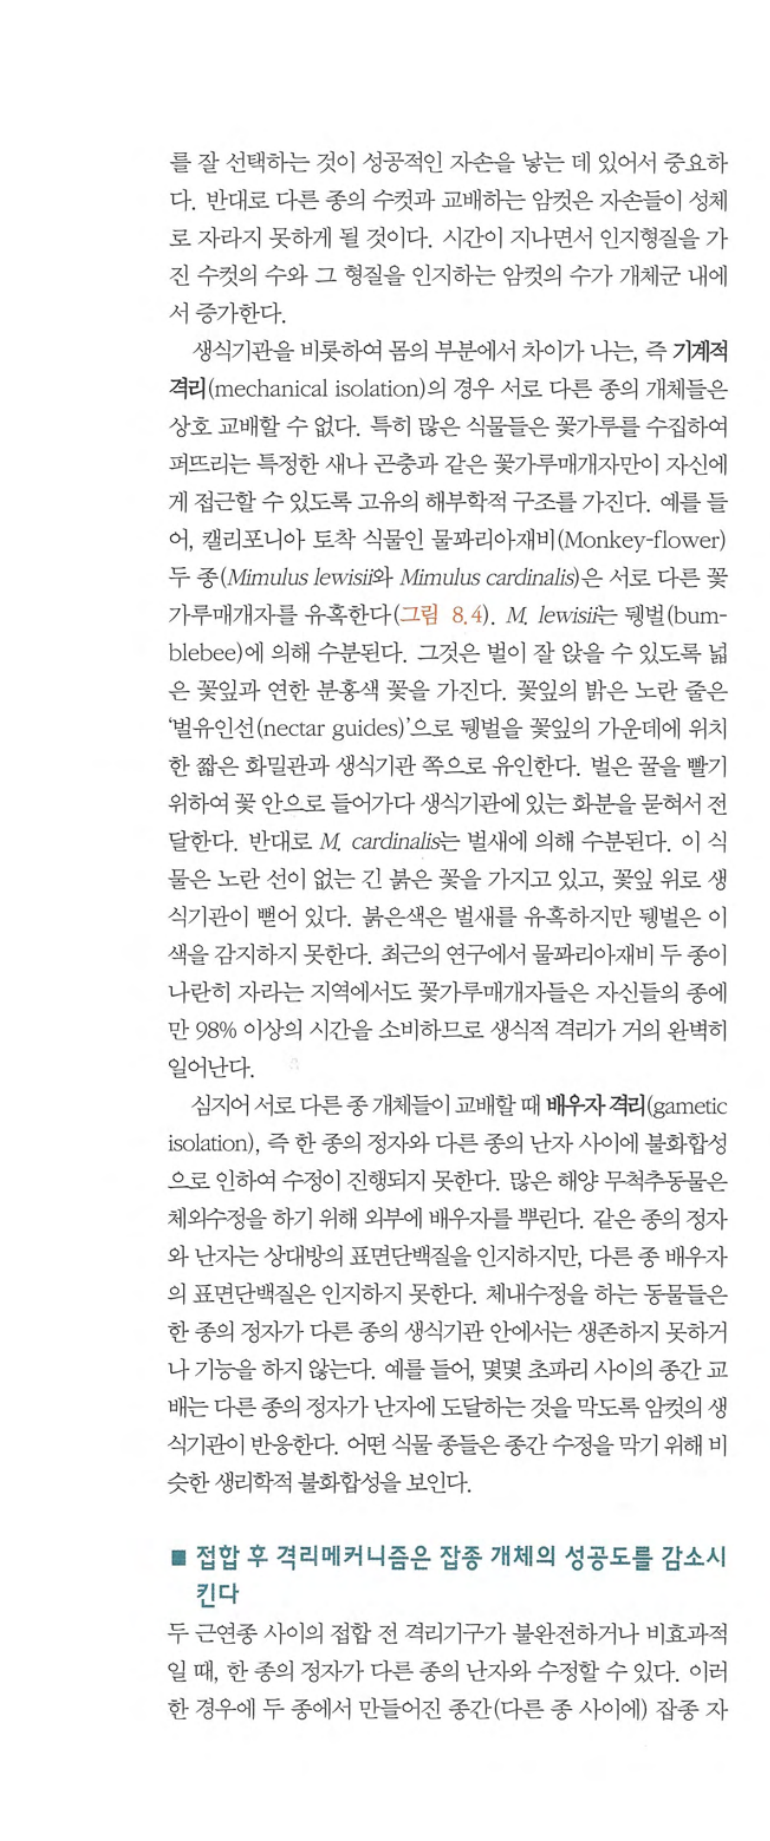 를 잘 선택하는 것이 성공적인 자손을 낳는 데 있어서 중요하
다. 반대로 다른 종의 수컷과 교배하는 암컷은 자손들이 성체
로 자라지 못하게 될 것이다. 시간이 지나면서 인지형질을 가
진 수컷의 수와 그 형질을 인지하는 암컷의 수가 개체군 내에
서 증가한다.
생식기관을 비롯하여 몸의 부분에서 차이가 나는, 즉 기계적
격리(mechanical isolation)의 경우 서로 다른 종의 개체들은
상호 교배할 수 없다. 특히 많은 식물들은 꽃가루를 수집하여
퍼뜨리는 특정한 새나 곤충과 같은 꽃가루매개자만이 자신에
게 접근할 수 있도록 고유의 해부학적 구조를 가진다. 예를 들
어, 캘리포니아 토착 식물인 물꽈리아재비(Monkey-flower)
두 종(Mimulus lewisii와 Mimulus cardinalis)은 서로 다른 꽃
가루매개자를 유혹한다(그림 8.4). M. lewisii는 뒝벌(bum-
blebee)에 의해 수분된다. 그것은 벌이 잘 앉을 수 있도록 넓
은 꽃잎과 연한 분홍색 꽃을 가진다. 꽃잎의 밝은 노란 줄은
‘벌유인선(nectar guides)’으로 뒝벌을 꽃잎의 가운데에 위치
한 짧은 화밀관과 생식기관 쪽으로 유인한다. 벌은 꿀을 빨기
위하여 꽃 안으로 들어가다 생식기관에 있는 화분을 묻혀서 전
달한다. 반대로 M. cardinalis는 벌새에 의해 수분된다. 이 식
물은 노란 선이 없는 긴 붉은 꽃을 가지고 있고, 꽃잎 위로 생
식기관이 뻗어 있다. 붉은색은 벌새를 유혹하지만 뒝벌은 이
색을 감지하지 못한다. 최근의 연구에서 물꽈리아재비 두 종이
나란히 자라는 지역에서도 꽃가루매개자들은 자신들의 종에
만 98% 이상의 시간을 소비하므로 생식적 격리가 거의 완벽히
일어난다.
심지어 서로 다른 종 개체들이 교배할 때 배우자 격리(gametic
isolation), 즉 한 종의 정자와 다른 종의 난자 사이에 불화합성
으로 인하여 수정이 진행되지 못한다. 많은 해양 무척추동물은
체외수정을 하기 위해 외부에 배우자를 뿌린다. 같은 종의 정자
와 난자는 상대방의 표면단백질을 인지하지만, 다른 종 배우자
의 표면단백질은 인지하지 못한다. 체내수정을 하는 동물들은
한 종의 정자가 다른 종의 생식기관 안에서는 생존하지 못하거
나 기능을 하지 않는다. 예를 들어, 몇몇 초파리 사이의 종간 교
배는 다른 종의 정자가 난자에 도달하는 것을 막도록 암컷의 생
식기관이 반응한다. 어떤 식물 종들은 종간 수정을 막기 위해 비
슷한 생리학적 불화합성을 보인다.
■ 접합 후 격리메커니즘은 잡종 개체의 성공도를 감소시
킨다
두 근연종 사이의 접합 전 격리기구가 불완전하거나 비효과적
일 때, 한 종의 정자가 다른 종의 난자와 수정할 수 있다. 이러
한 경우에 두 종에서 만들어진 종간(다른 종 사이에) 잡종 자